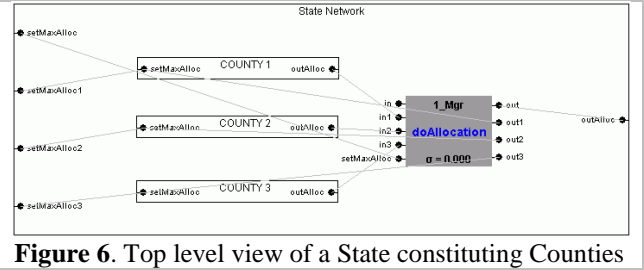 State Network
setMaxAlloc
setMaxAlloc COUNTY 1 outAlloc
setMaxAlloc1
in 1_Mgr out
in1 out1
outAlloc
setMaxAlloc COUNTY 2 outAlloc
in2 doAllocation out2
setMaxAlloc2
in3
setMaxAlloc σ = 0.000 out3
setMaxAlloc COUNTY 3 outAlloc
setMaxAlloc3
Figure 6. Top level view of a State constituting Counties